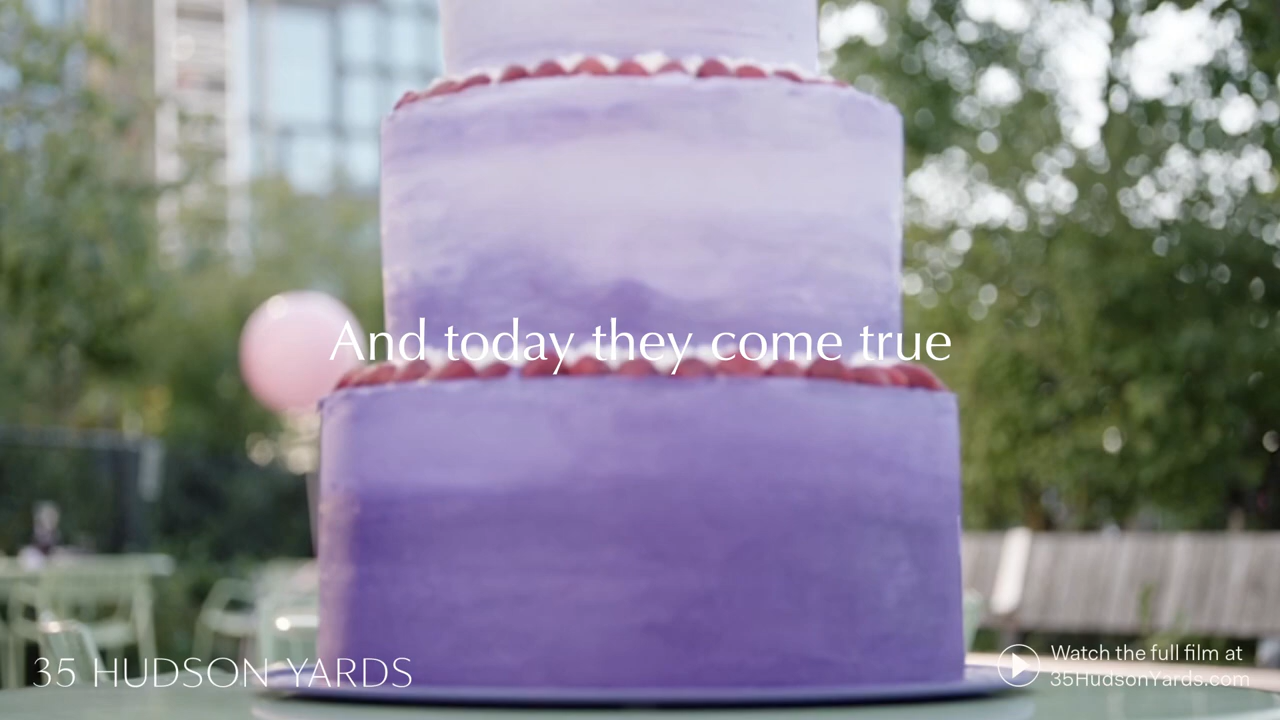 And today they come true
35 HUDSON YARDS
Watch the full film at
35HudsonYards.com